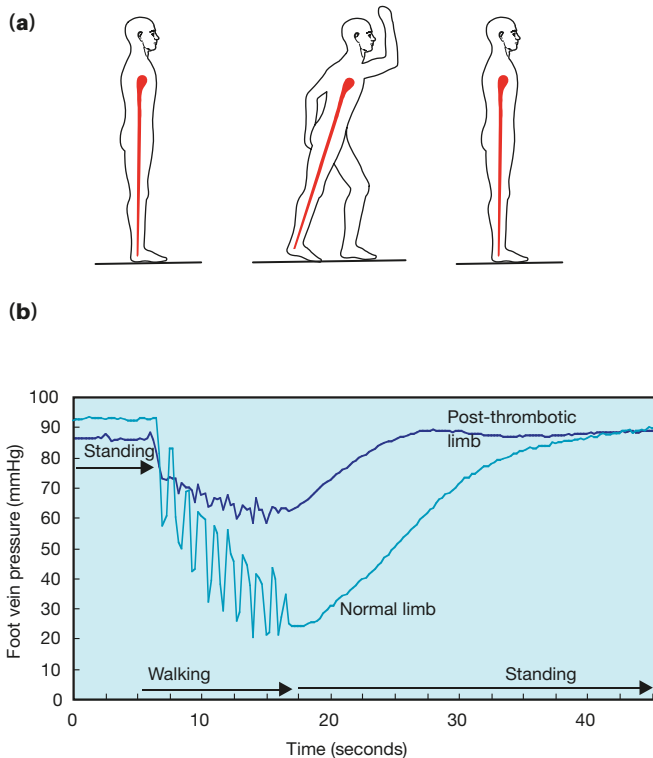 (a)
(b)
100
90
80
70
60
50
40
30
20
10
0
Foot vein pressure (mmHg)
Standing
Post-thrombotic
limb
Normal limb
Walking
Standing
0
10
20
30
40
Time (seconds)